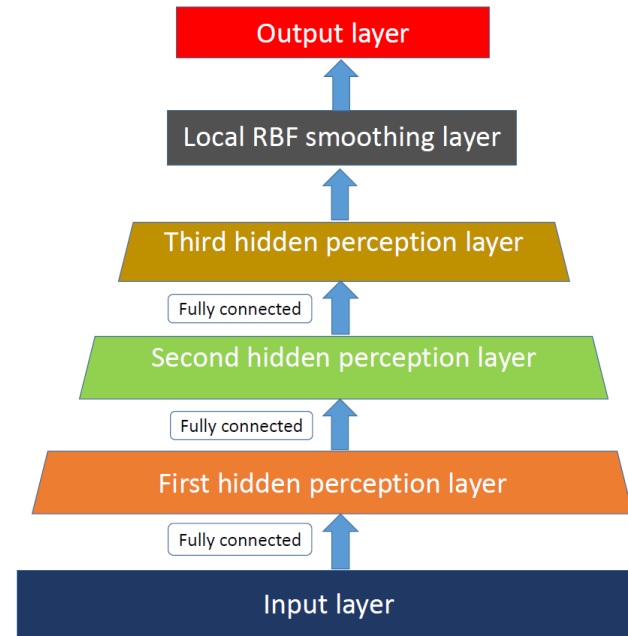 Output layer
Local RBF smoothing layer
Third hidden perception layer
Fully connected
Second hidden perception layer
Fully connected
First hidden perception layer
Fully connected
Input layer